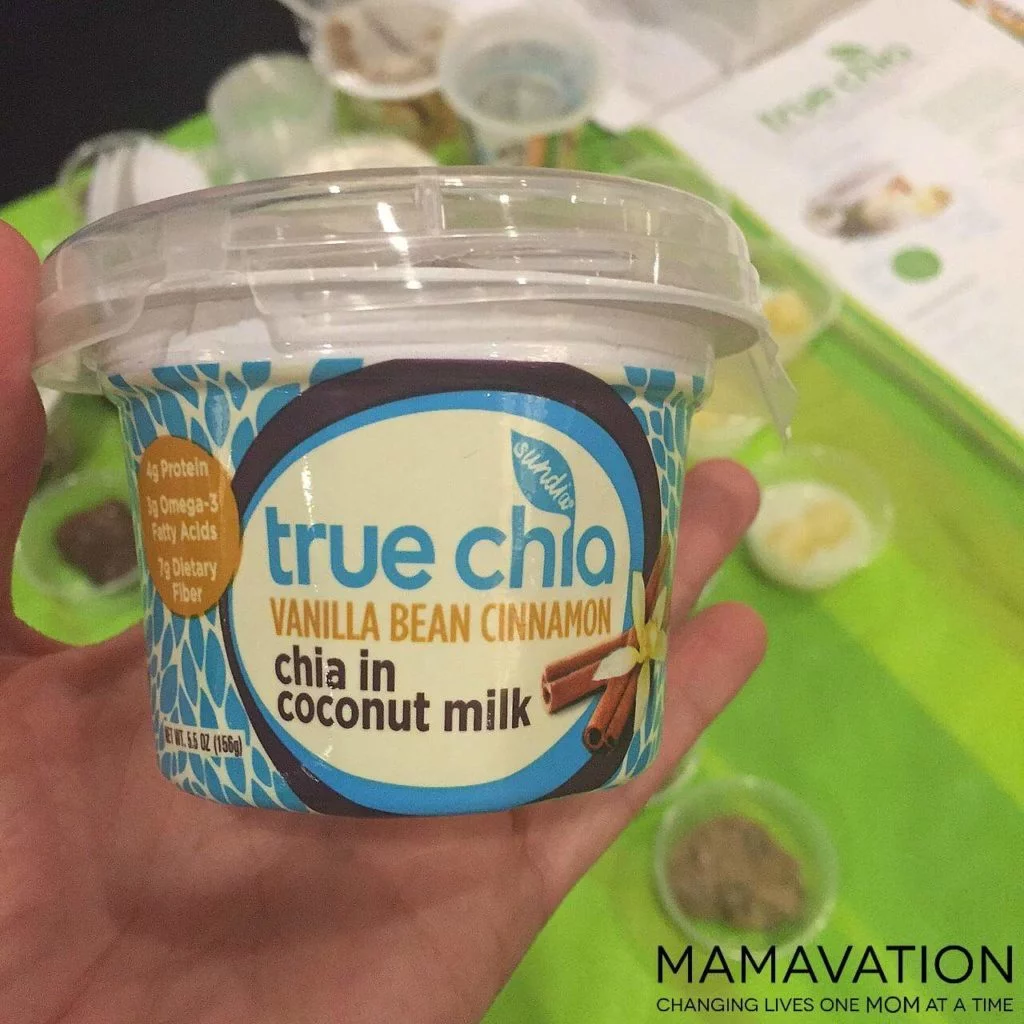 true chia
4g Protein
3g Omega-3
Fatty Acids
7g Dietary
Fiber
sundia
true chia
VANILLA BEAN CINNAMON
chia in
coconut milk
NET WT. 5.5 OZ (156g)
MAMAVATION
CHANGING LIVES ONE MOM AT A TIME